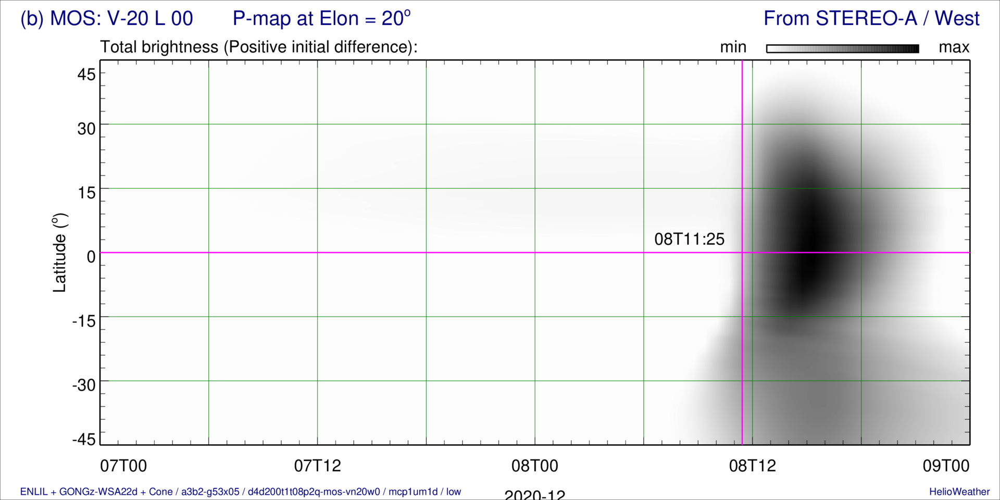 (b) MOS: V-20 L 00 P-map at Elon = 20° From STEREO-A / West
Total brightness (Positive initial difference): min max
45
30
15
08T11:25
0
Latitude (°)
-15
-30
-45
07T00 07T12 08T00 08T12 09T00
ENLIL + GONGz-WSA22d + Cone / a3b2-g53x05 / d4d200t1t08p2q-mos-vn20w0 / mcp1um1d / low 2020-12 HelioWeather